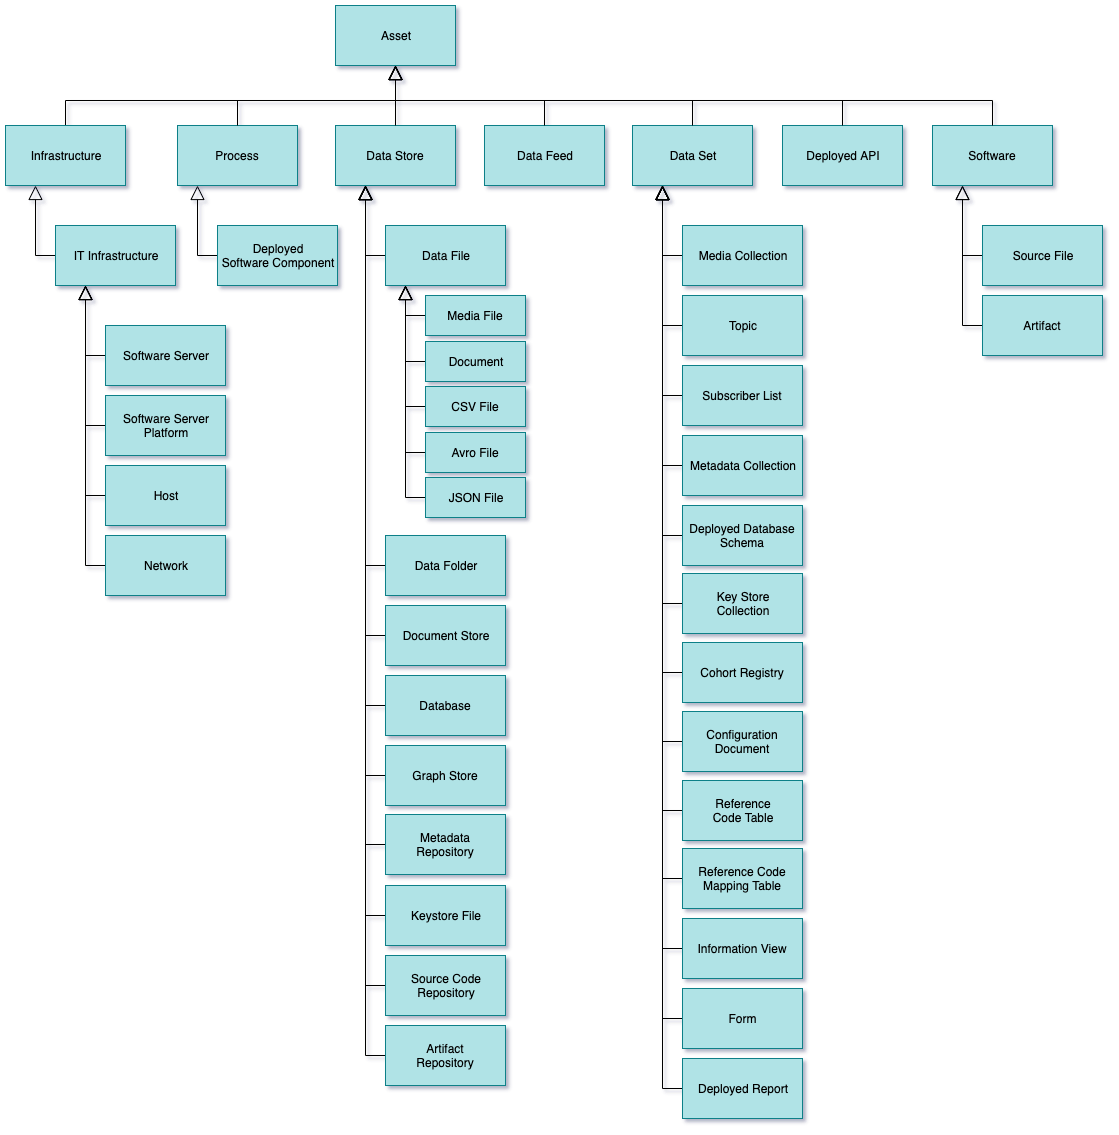 Asset
Infrastructure
Process
Data Store
Data Feed
Data Set
Deployed API
Software
IT Infrastructure
Software Server
Software Server
Platform
Host
Network
Deployed
Software Component
Data File
Media File
Document
CSV File
Avro File
JSON File
Data Folder
Document Store
Database
Graph Store
Metadata
Repository
Keystore File
Source Code
Repository
Artifact
Repository
Media Collection
Topic
Subscriber List
Metadata Collection
Deployed Database
Schema
Key Store
Collection
Cohort Registry
Configuration
Document
Reference
Code Table
Reference Code
Mapping Table
Information View
Form
Deployed Report
Source File
Artifact